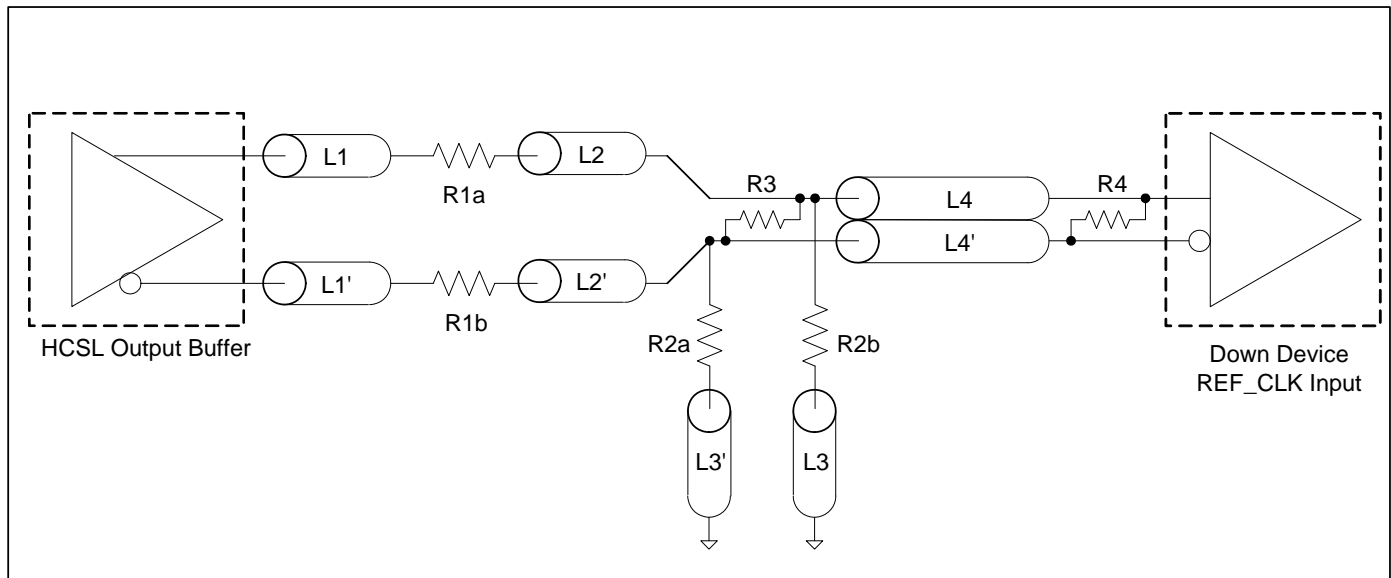 L1
R1a
L2
R3
L4
R4
L4'
L1'
R1b
L2'
HCSL Output Buffer
R2a
R2b
Down Device
REF_CLK Input
L3'
L3